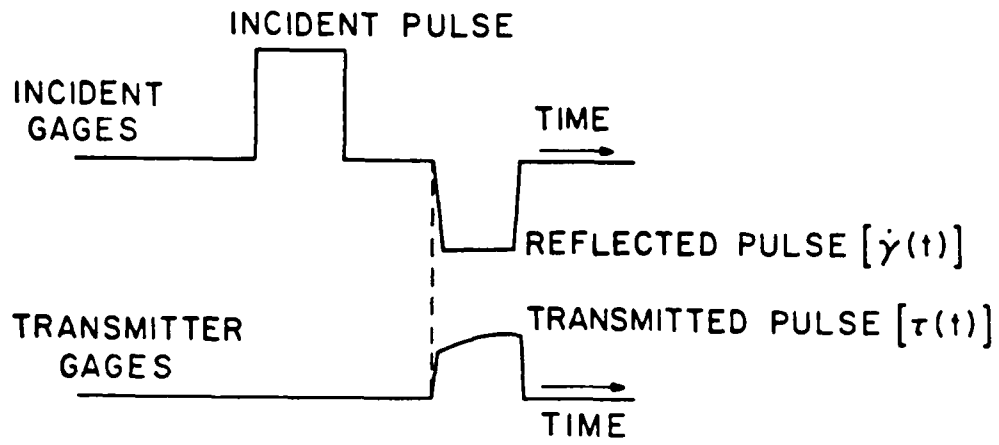 INCIDENT PULSE
INCIDENT
GAGES
TIME
REFLECTED PULSE [γ̇(t)]
TRANSMITTER
GAGES
TRANSMITTED PULSE [τ(t)]
TIME